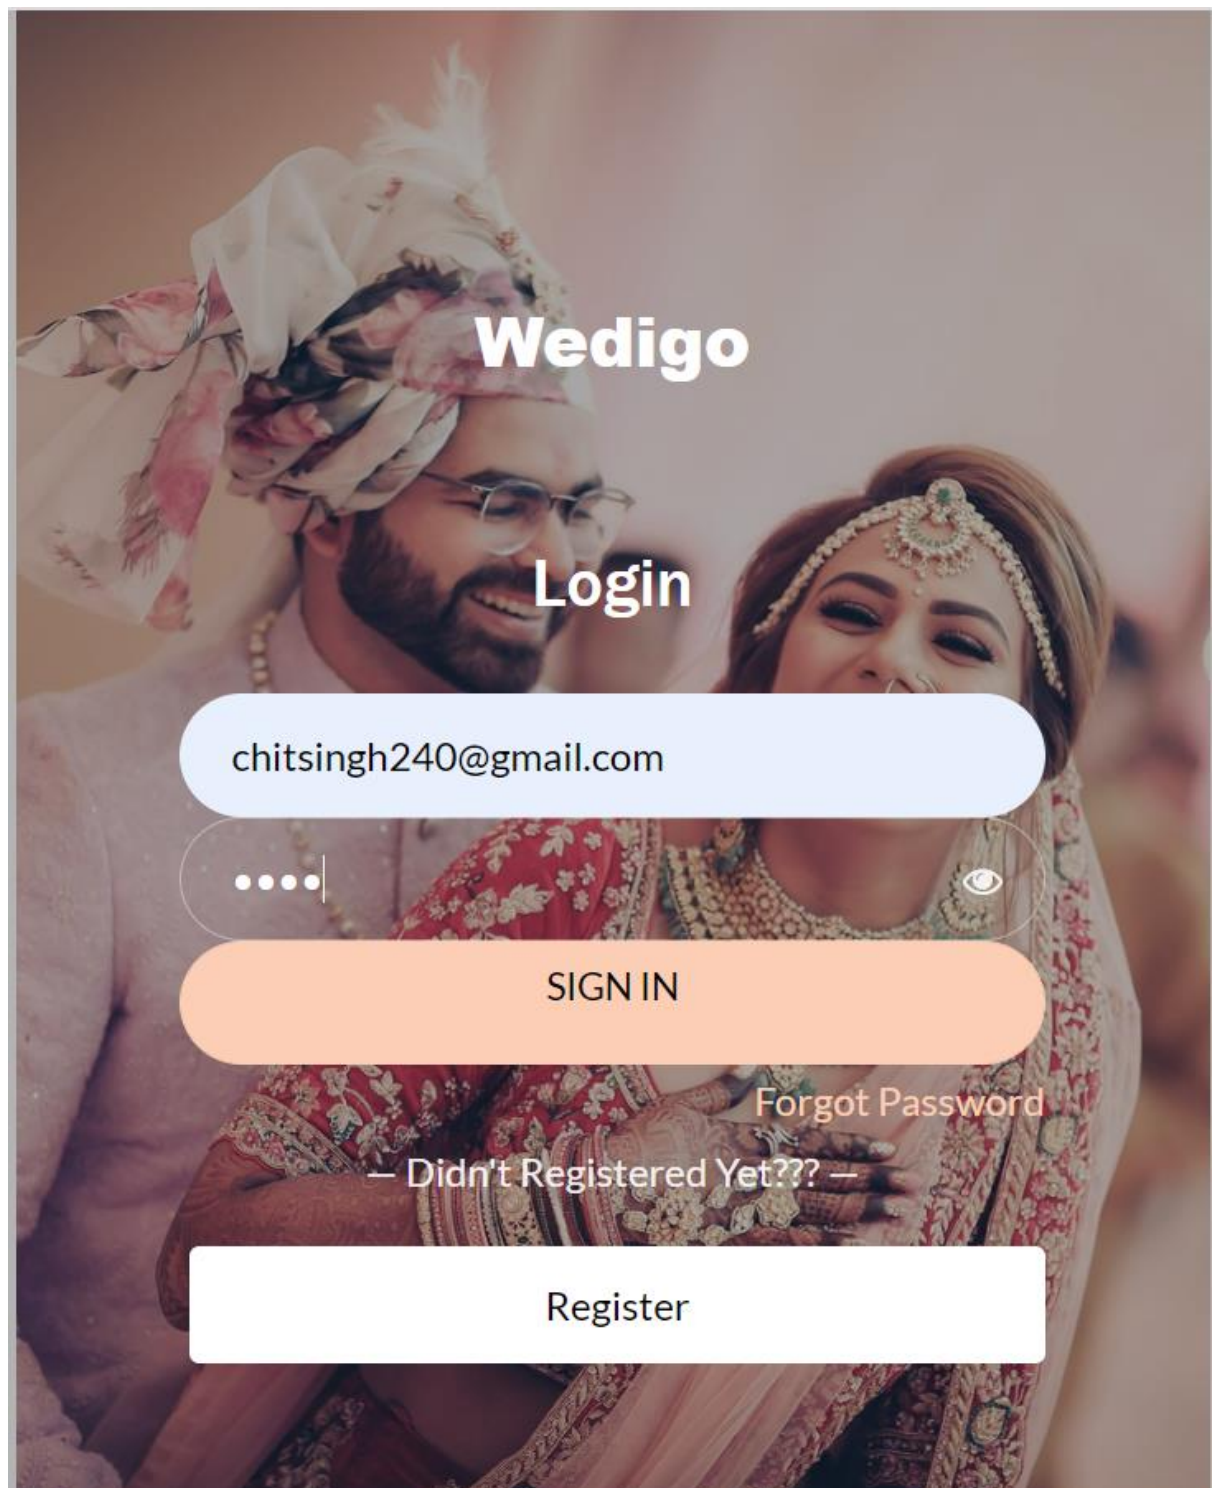 Wedigo
Login
chitsingh240@gmail.com
••••
SIGN IN
Forgot Password
— Didn't Registered Yet??? —
Register